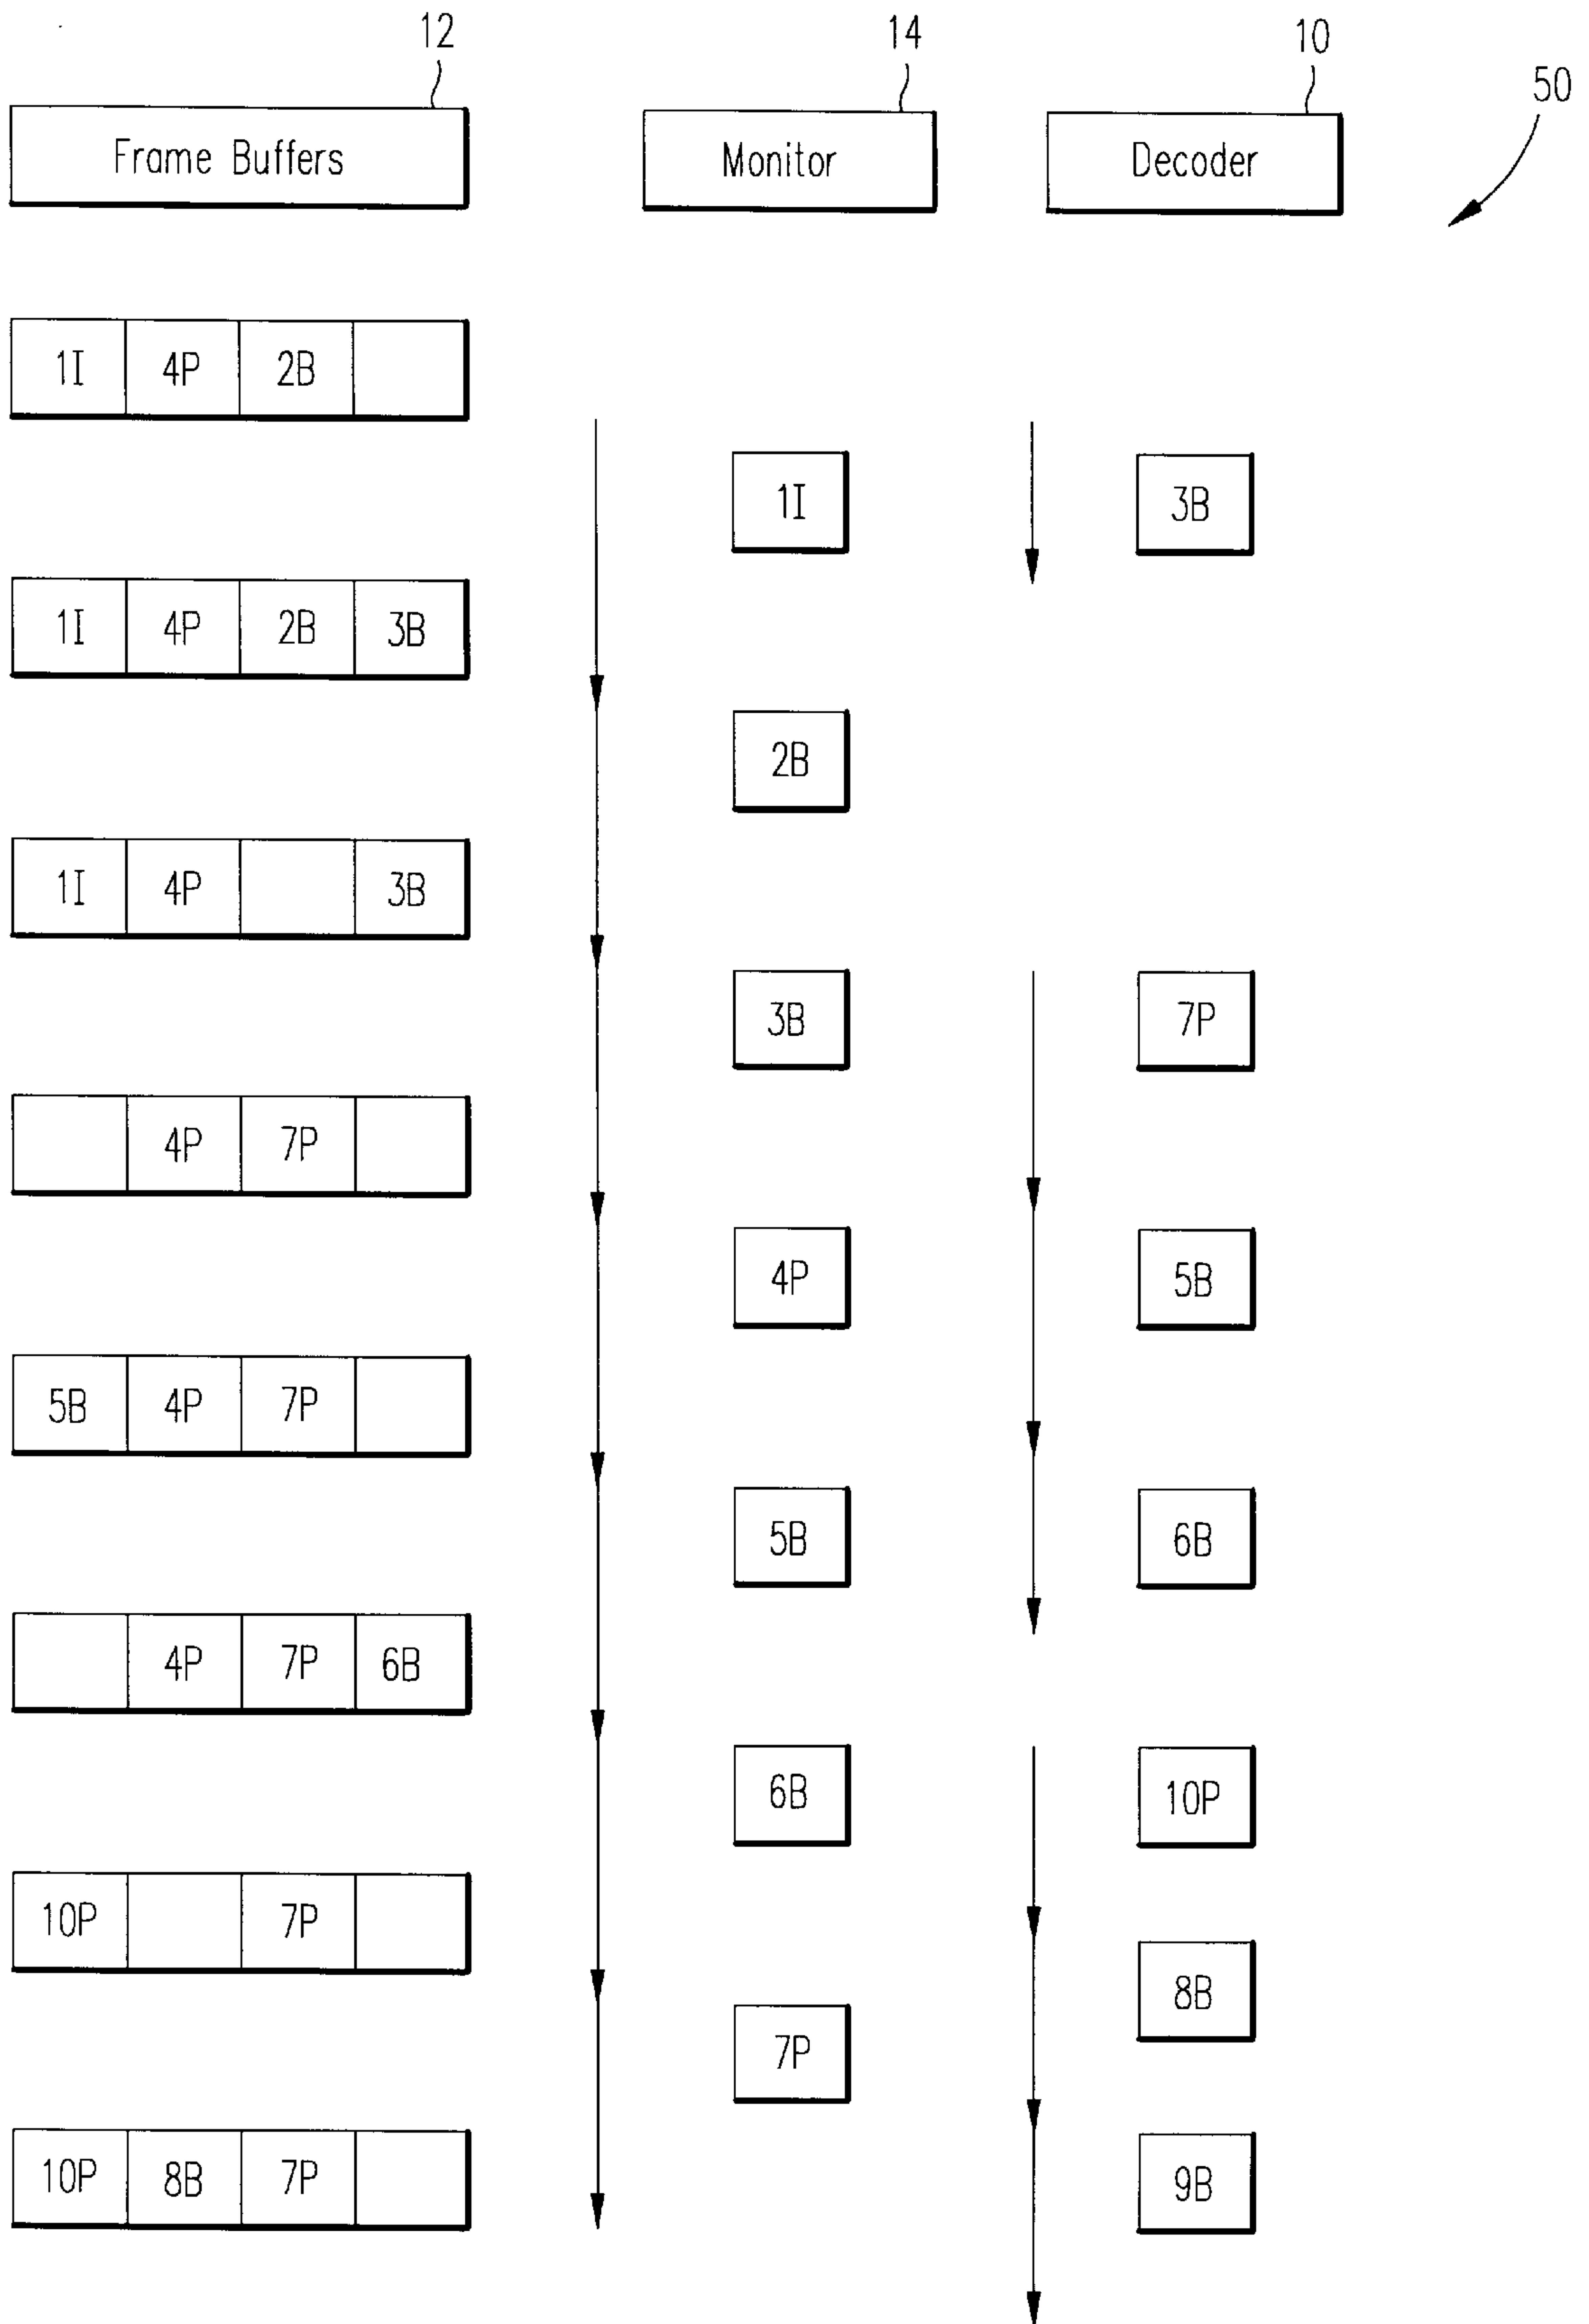 12
14
10
50
Frame Buffers
Monitor
Decoder
1I 4P 2B
1I
3B
1I 4P 2B 3B
2B
1I 4P 3B
3B
7P
4P 7P
4P
5B
5B 4P 7P
5B
6B
4P 7P 6B
6B
10P
10P 7P
8B
7P
10P 8B 7P
9B